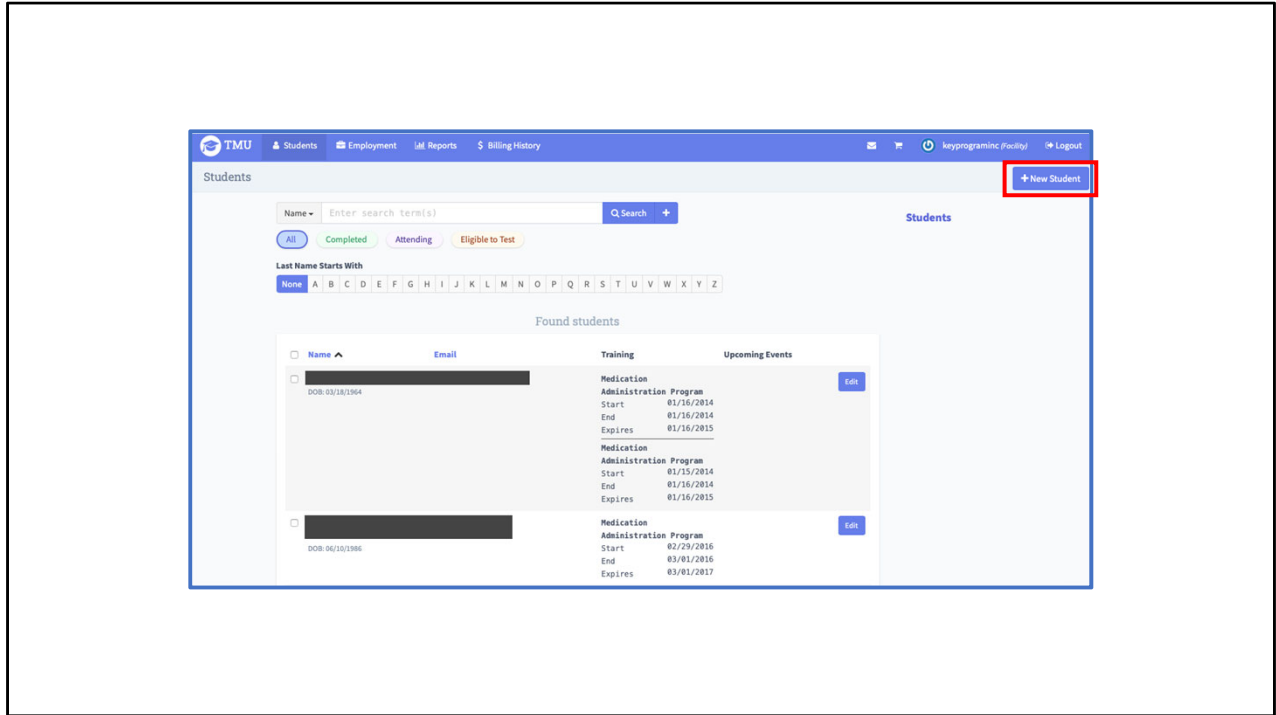 TMU Students Employment Reports $ Billing History keyprograminc (Facility) Logout
Students + New Student
Name Enter search term(s) Search +
Students
All Completed Attending Eligible to Test
Last Name Starts With
None A B C D E F G H I J K L M N O P Q R S T U V W X Y Z
Found students
Name Email Training Upcoming Events
Medication Edit
DOB: 03/18/1964 Administration Program
Start 01/16/2014
End 01/16/2014
Expires 01/16/2015
Medication
Administration Program
Start 01/15/2014
End 01/16/2014
Expires 01/16/2015
Medication Edit
Administration Program
DOB: 06/10/1986 Start 02/29/2016
End 03/01/2016
Expires 03/01/2017